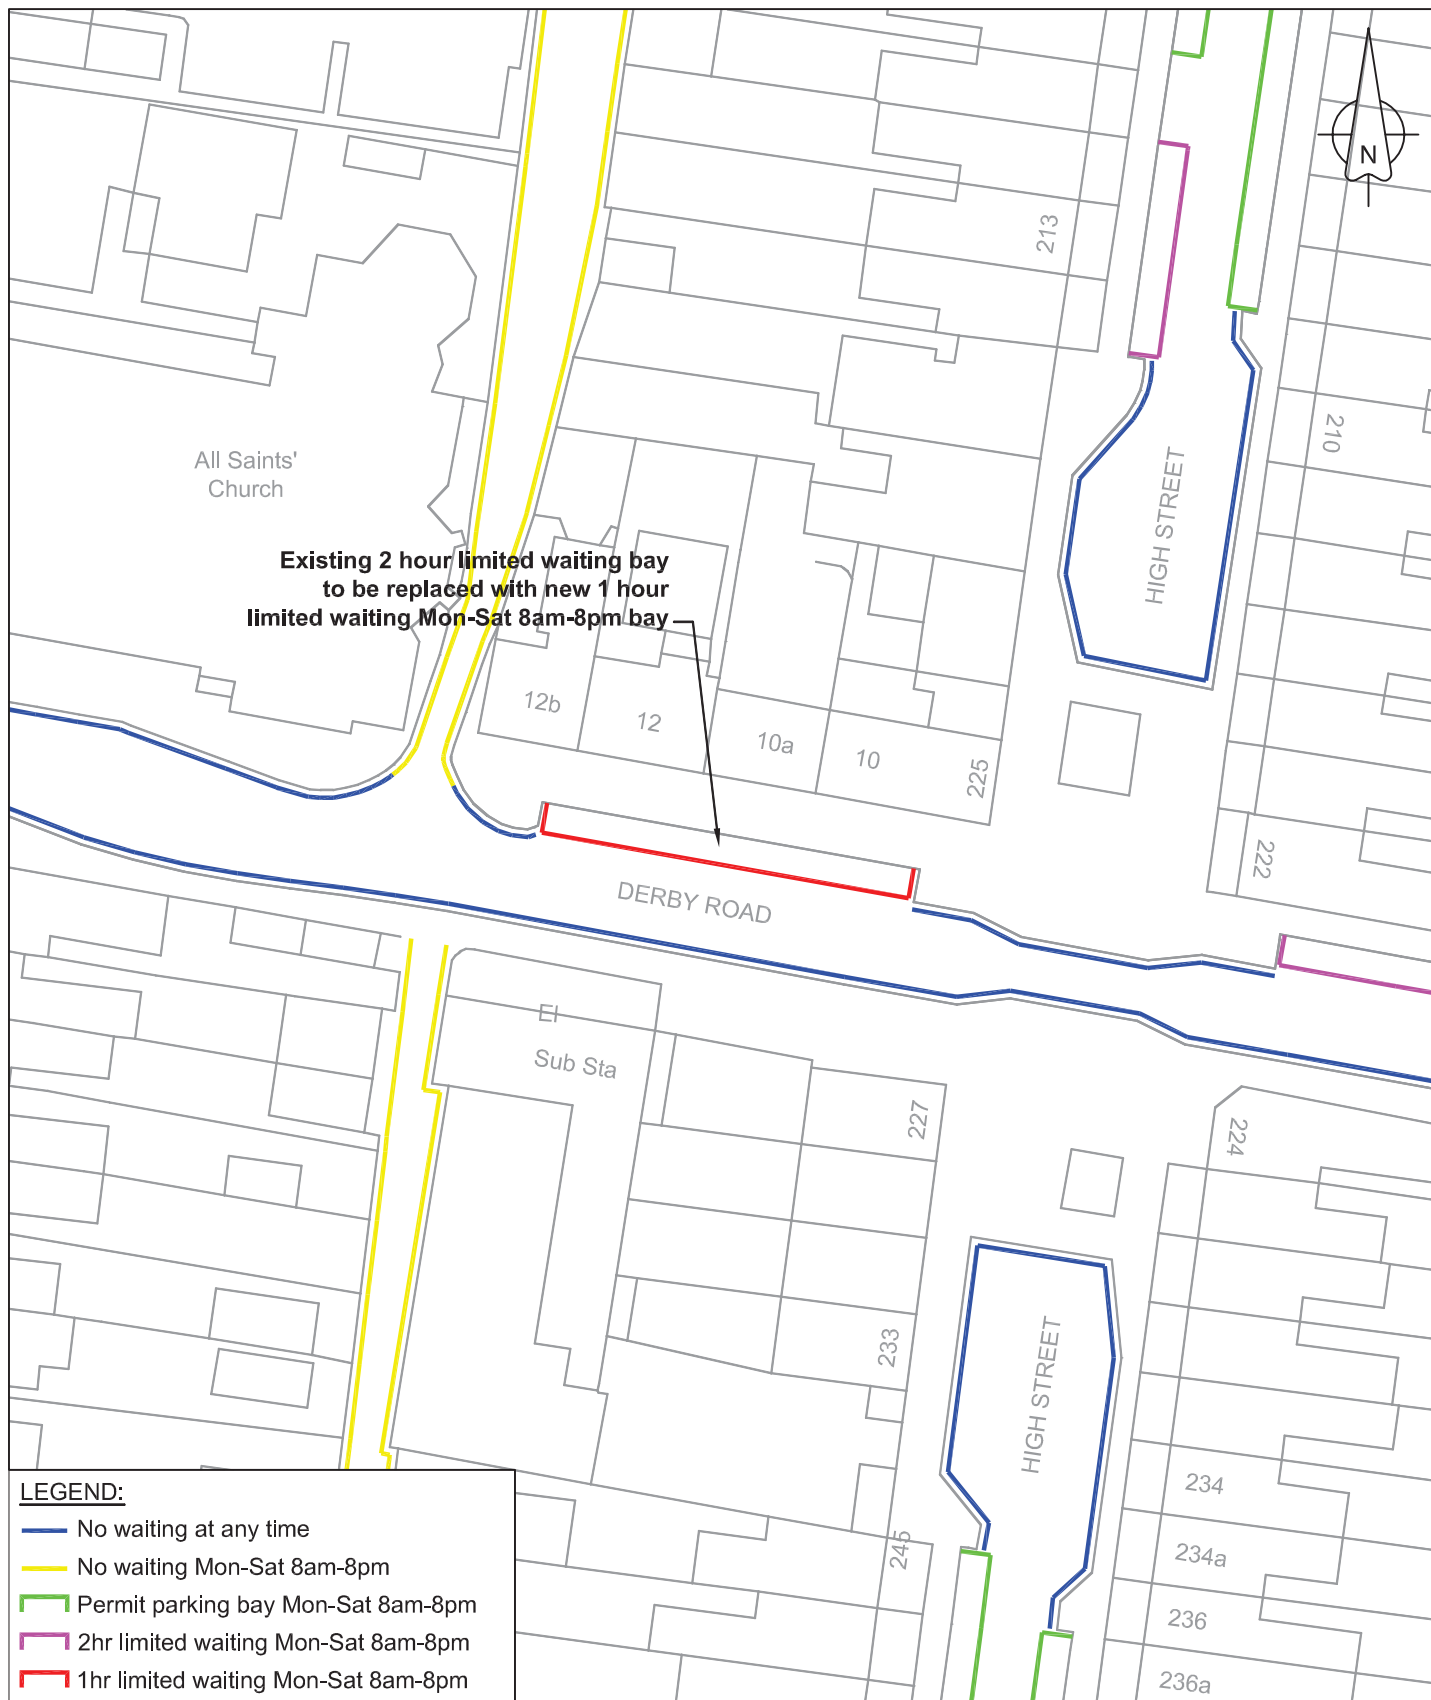 N
213
210
HIGH STREET
All Saints'
Church
Existing 2 hour limited waiting bay
to be replaced with new 1 hour
limited waiting Mon-Sat 8am-8pm bay
12b
12
10a
10
225
222
DERBY ROAD
El
Sub Sta
227
224
233
HIGH STREET
234
245
234a
236
236a
LEGEND:
No waiting at any time
No waiting Mon-Sat 8am-8pm
Permit parking bay Mon-Sat 8am-8pm
2hr limited waiting Mon-Sat 8am-8pm
1hr limited waiting Mon-Sat 8am-8pm